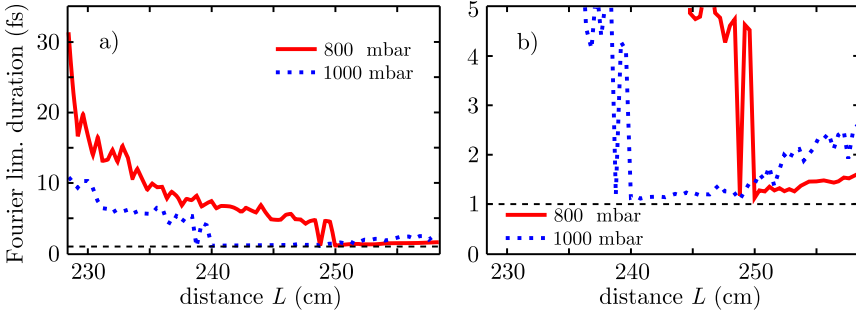 Fourier lim. duration (fs)
30
20
10
0
230
240
250
distance L (cm)
a)
800 mbar
1000 mbar
5
4
3
2
1
0
230
240
250
distance L (cm)
b)
800 mbar
1000 mbar